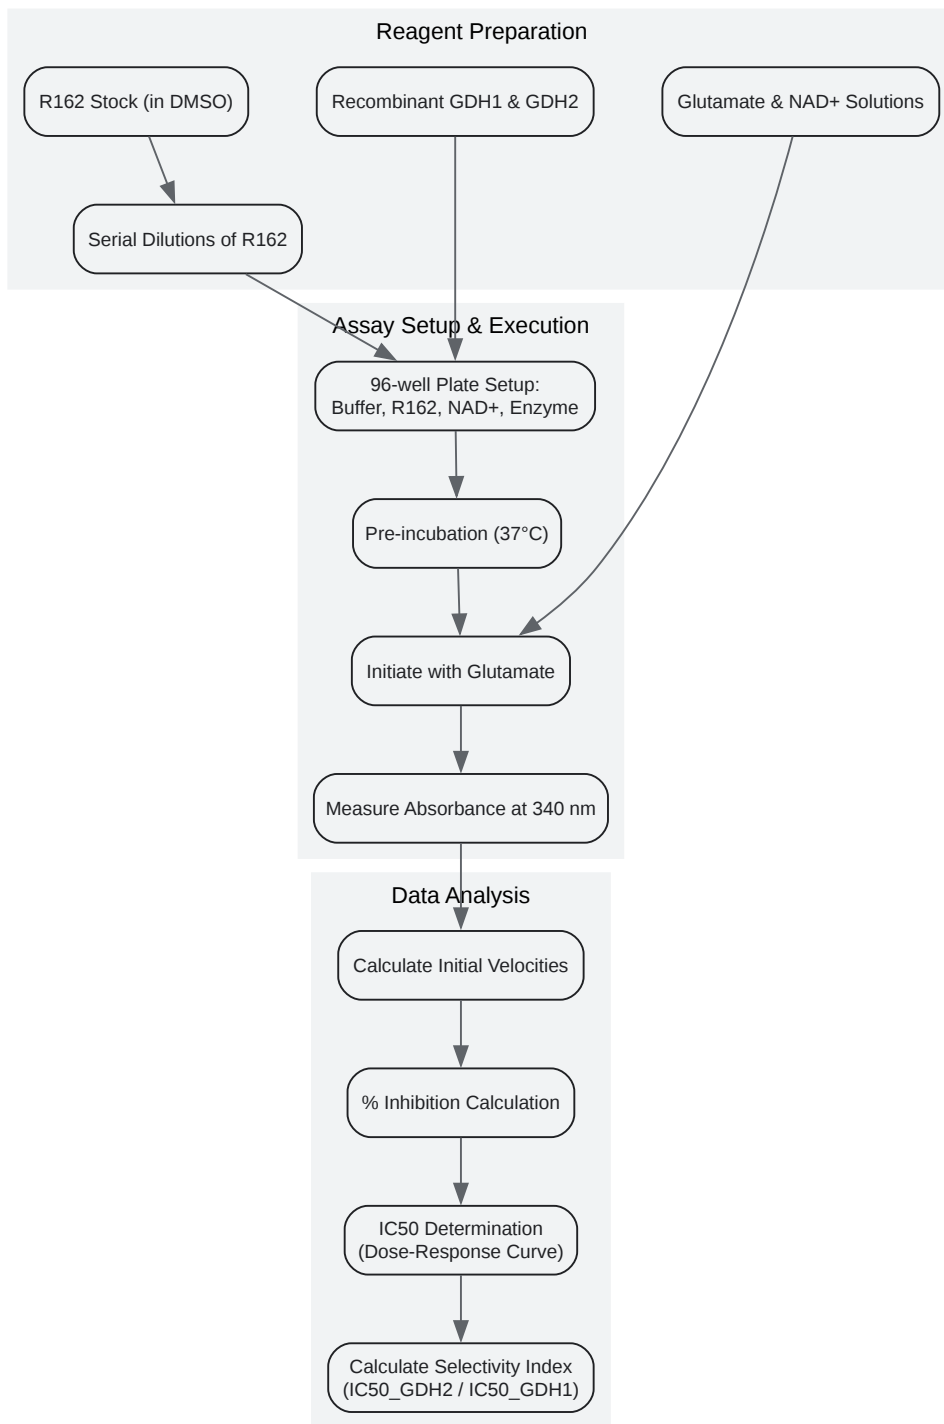 Reagent Preparation
R162 Stock (in DMSO)
Recombinant GDH1 & GDH2
Glutamate & NAD+ Solutions
Serial Dilutions of R162
Assay Setup & Execution
96-well Plate Setup:
Buffer, R162, NAD+, Enzyme
Pre-incubation (37°C)
Initiate with Glutamate
Measure Absorbance at 340 nm
Data Analysis
Calculate Initial Velocities
% Inhibition Calculation
IC50 Determination
(Dose-Response Curve)
Calculate Selectivity Index
(IC50_GDH2 / IC50_GDH1)